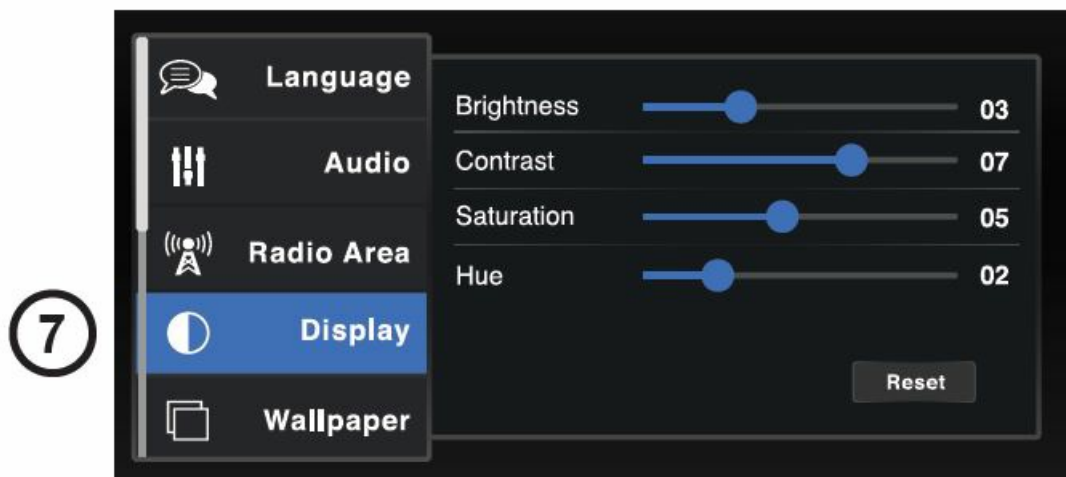 Language
Audio
Radio Area
7
Display
Wallpaper
Brightness 03
Contrast 07
Saturation 05
Hue 02
Reset